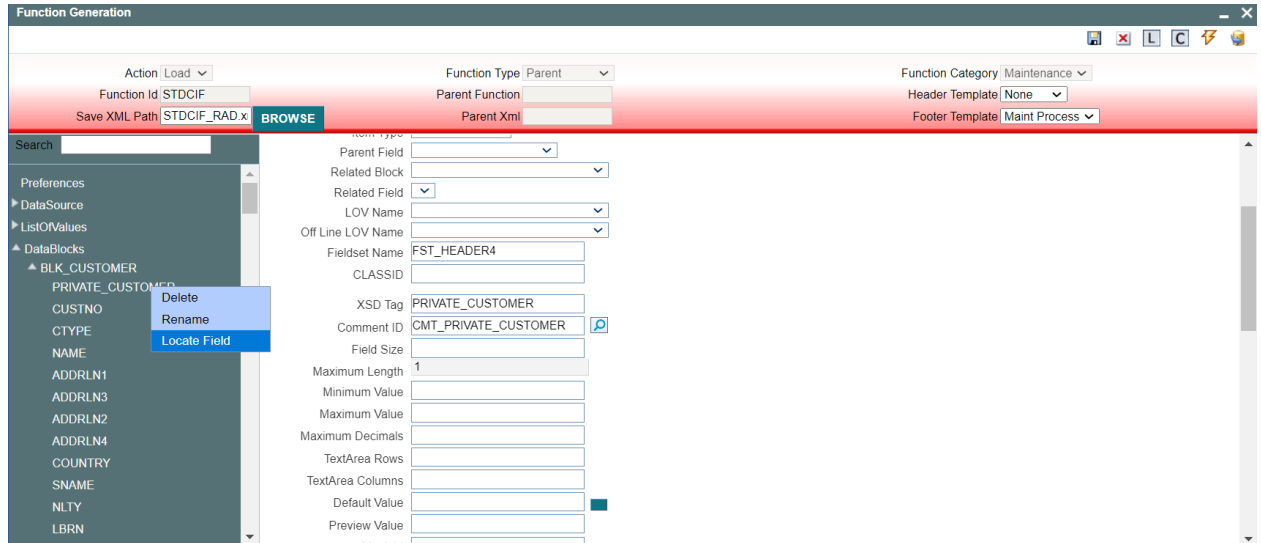 Function Generation
L C
Action Load Function Type Parent Function Category Maintenance
Function Id STDCIF Parent Function Header Template None
Save XML Path STDCIF_RAD.x BROWSE Parent Xml Footer Template Maint Process
Search
Preferences
DataSource
ListOfValues
DataBlocks
BLK_CUSTOMER
PRIVATE_CUSTOMER
CUSTNO
CTYPE
NAME
ADDRLN1
ADDRLN3
ADDRLN2
ADDRLN4
COUNTRY
SNAME
NLTY
LBRN
Delete
Rename
Locate Field
Item Type
Parent Field
Related Block
Related Field
LOV Name
Off Line LOV Name
Fieldset Name FST_HEADER4
CLASSID
XSD Tag PRIVATE_CUSTOMER
Comment ID CMT_PRIVATE_CUSTOMER
Field Size
Maximum Length 1
Minimum Value
Maximum Value
Maximum Decimals
TextArea Rows
TextArea Columns
Default Value
Preview Value